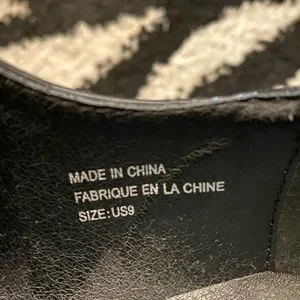 MADE IN CHINA
FABRIQUE EN LA CHINE
SIZE:US9